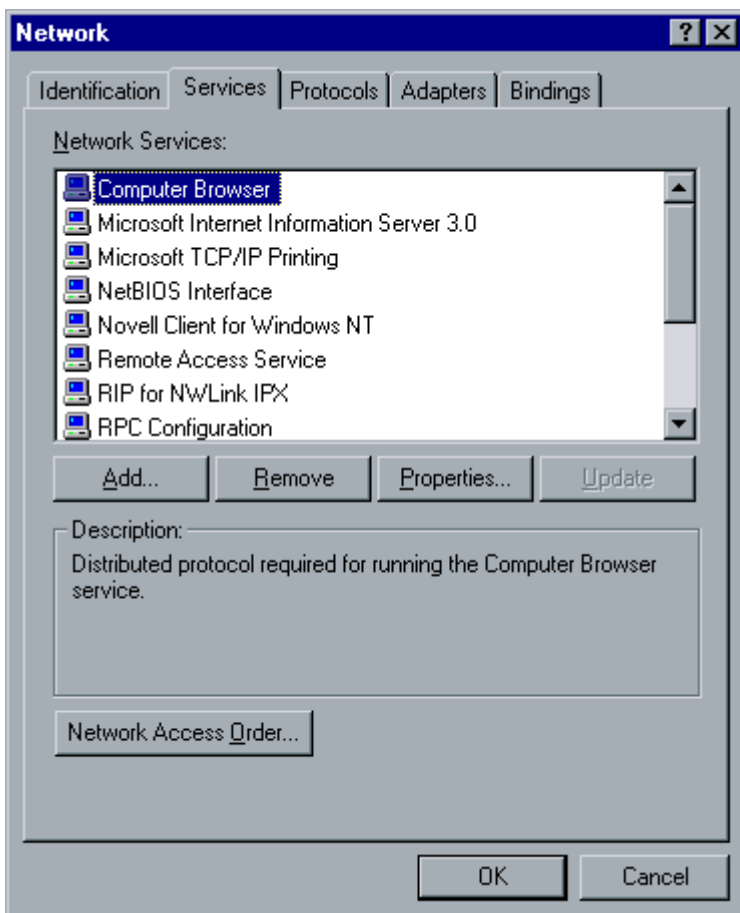 Network
Identification Services Protocols Adapters Bindings
Network Services:
Computer Browser
Microsoft Internet Information Server 3.0
Microsoft TCP/IP Printing
NetBIOS Interface
Novell Client for Windows NT
Remote Access Service
RIP for NWLink IPX
RPC Configuration
Add... Remove Properties... Update
Description:
Distributed protocol required for running the Computer Browser
service.
Network Access Order...
OK Cancel